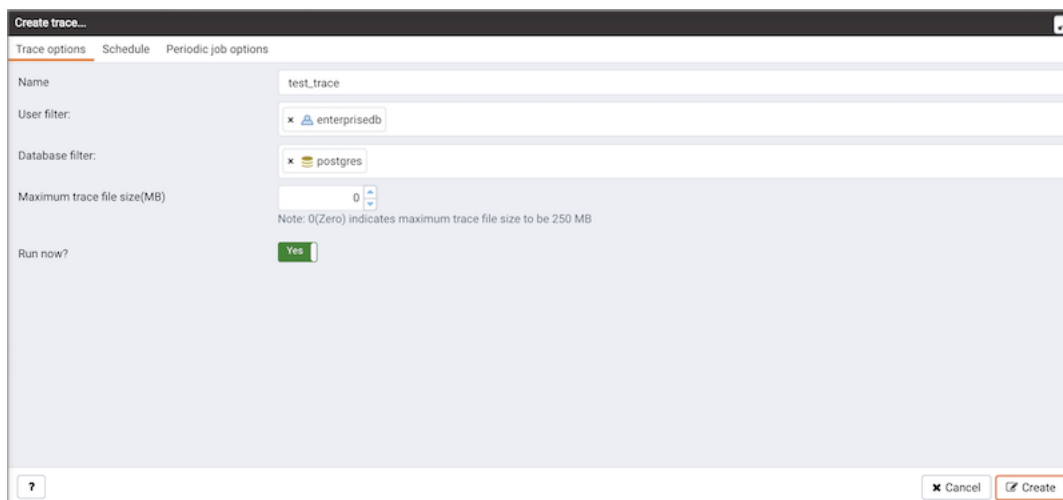 Create trace...
Trace options Schedule Periodic job options
Name test_trace
User filter: × enterprisedb
Database filter: × postgres
Maximum trace file size(MB) 0
Note: 0(Zero) indicates maximum trace file size to be 250 MB
Run now? Yes
? × Cancel Create